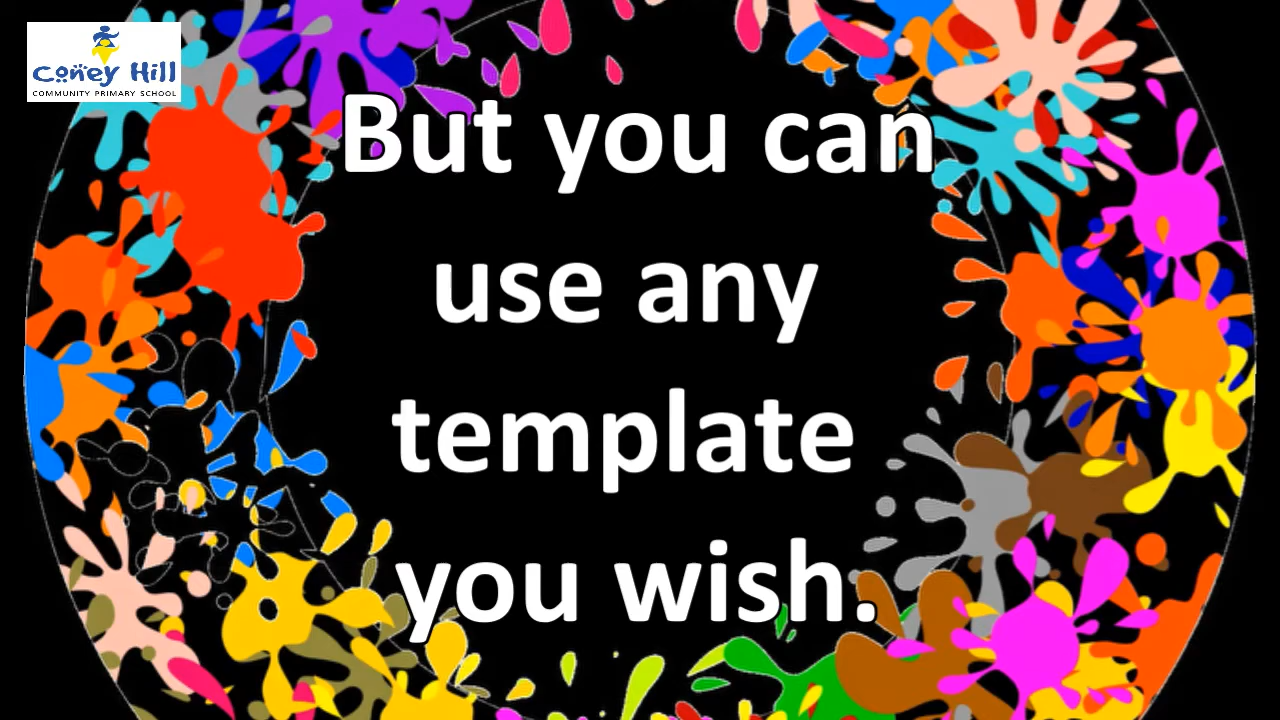 Coney Hill
COMMUNITY PRIMARY SCHOOL
But you can
use any
template
you wish.